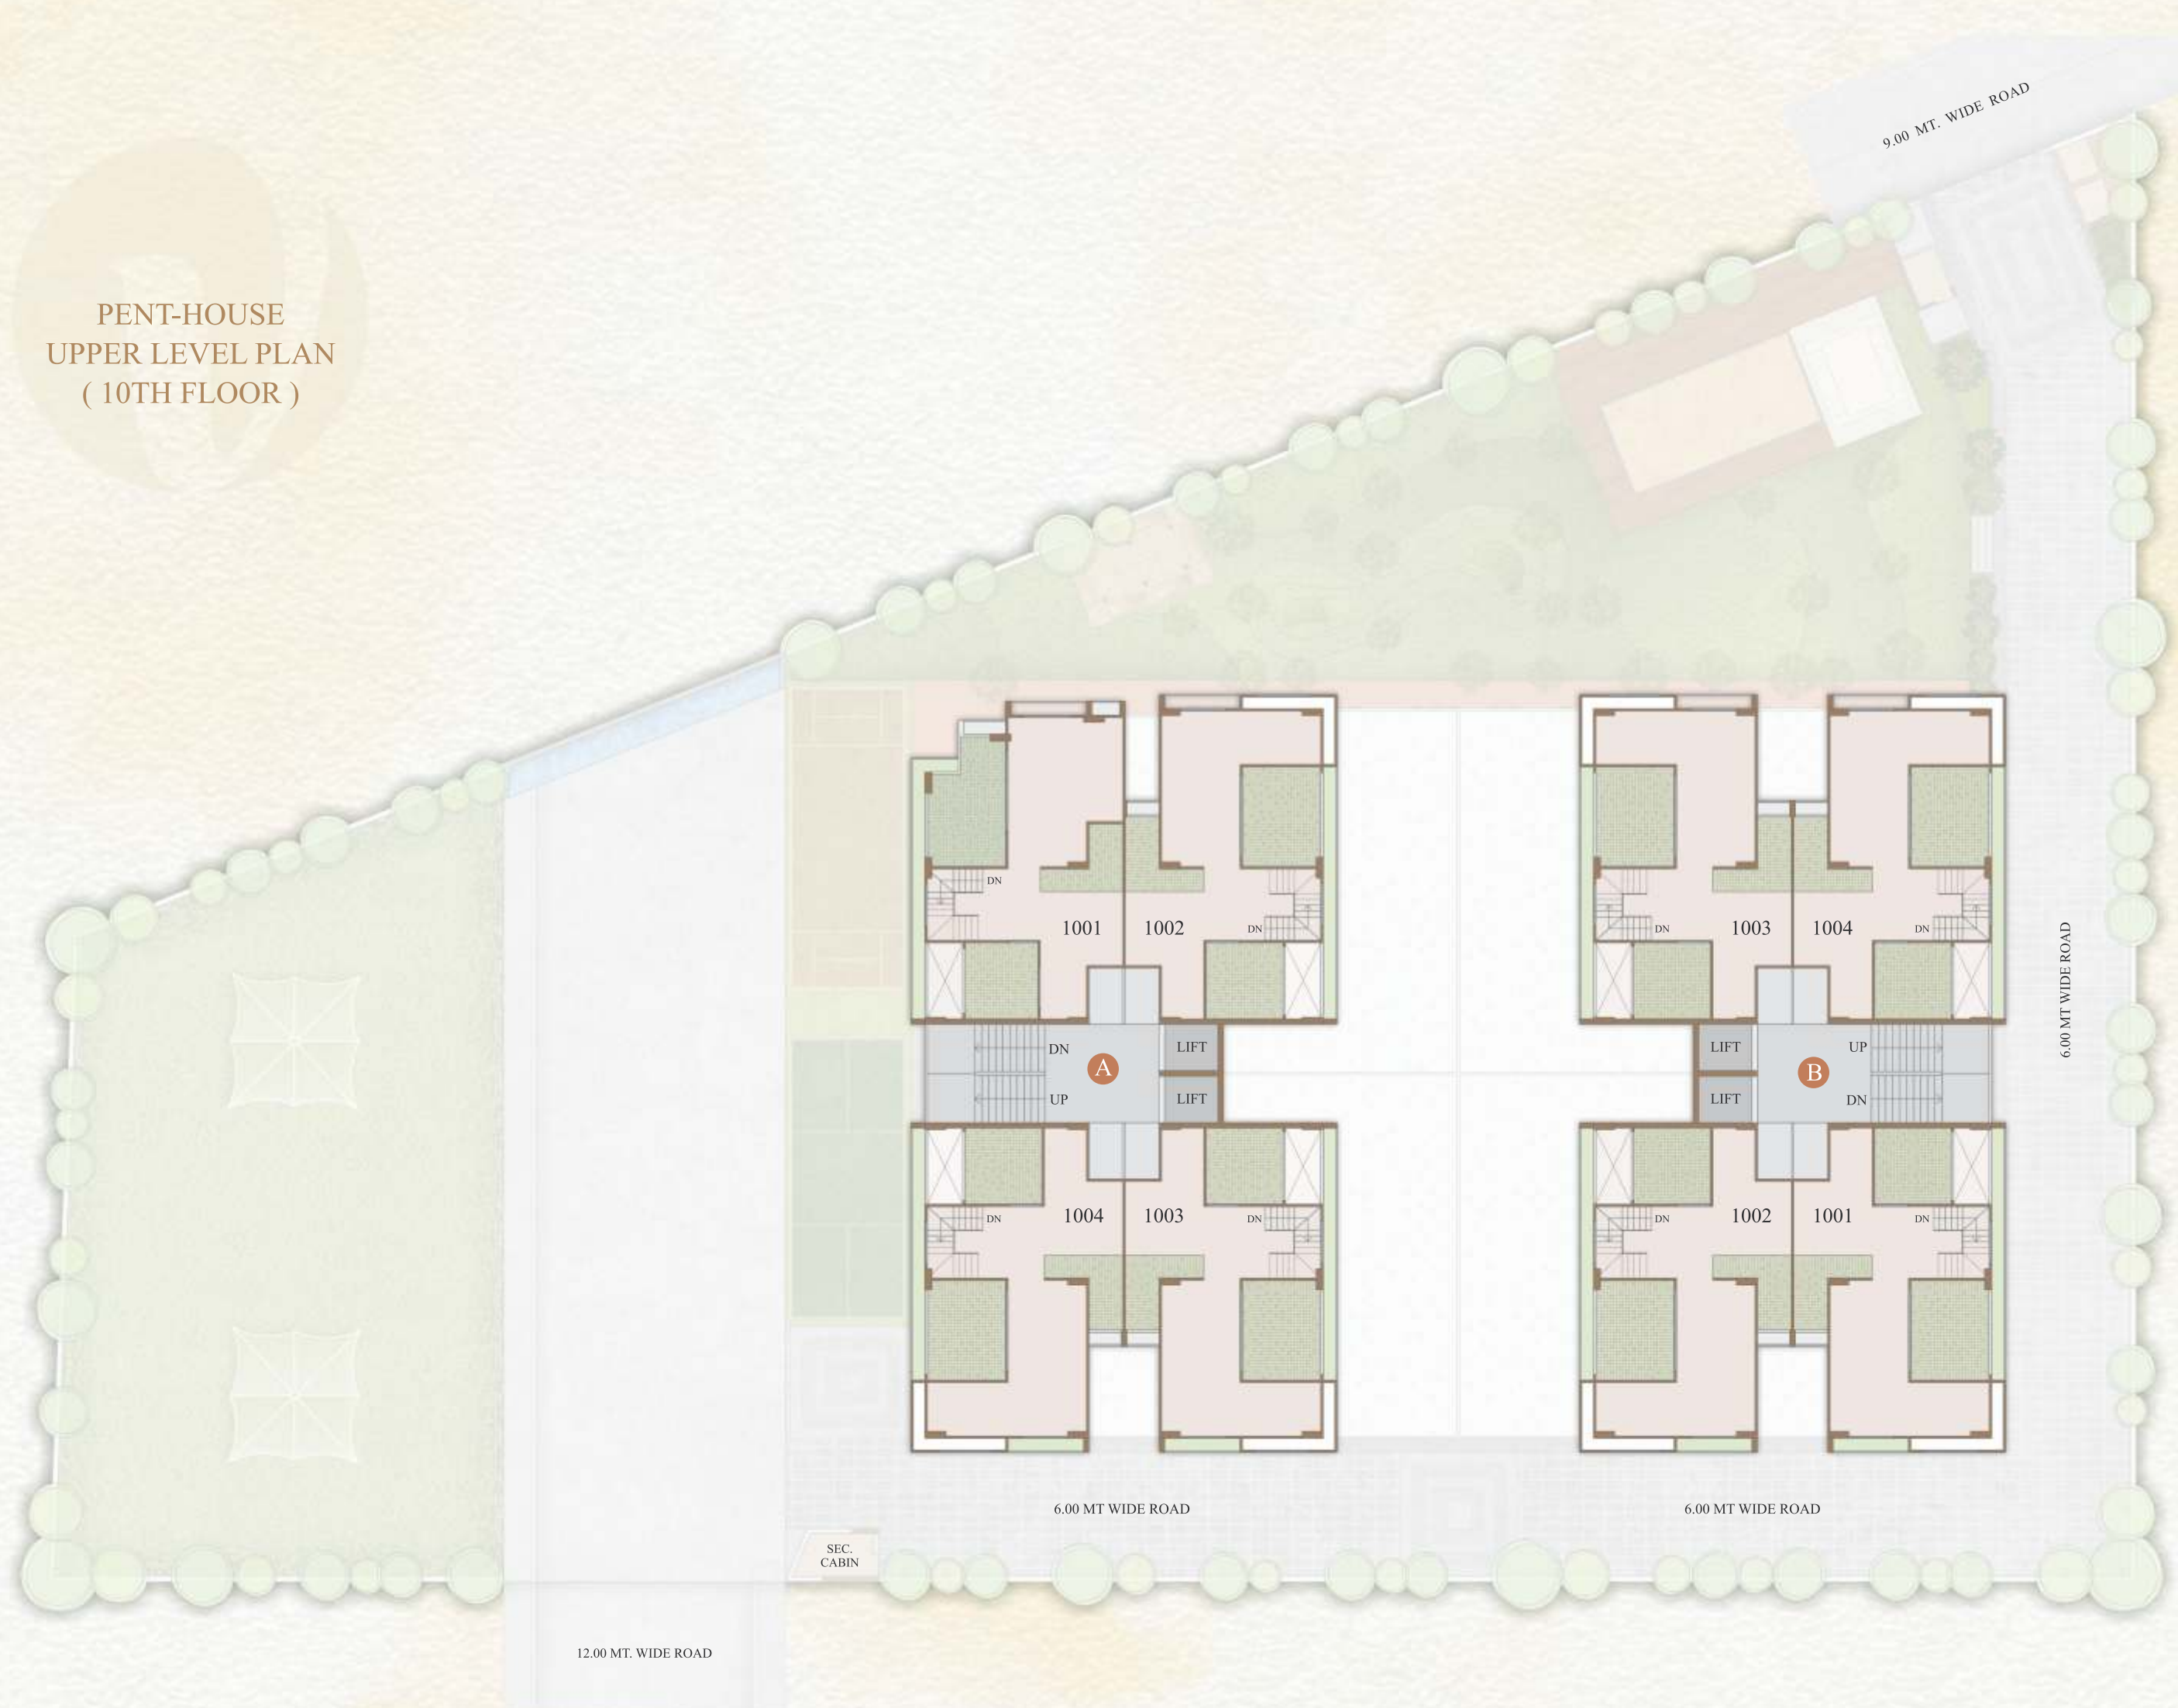 9.00 MT. WIDE ROAD
PENT-HOUSE
UPPER LEVEL PLAN
( 10TH FLOOR )
DN
1001
1002
DN
DN
1003
1004
DN
6.00 MT WIDE ROAD
DN
A
LIFT
UP
LIFT
LIFT
B
UP
LIFT
DN
DN
1004
1003
DN
DN
1002
1001
DN
6.00 MT WIDE ROAD
6.00 MT WIDE ROAD
SEC.
CABIN
12.00 MT. WIDE ROAD